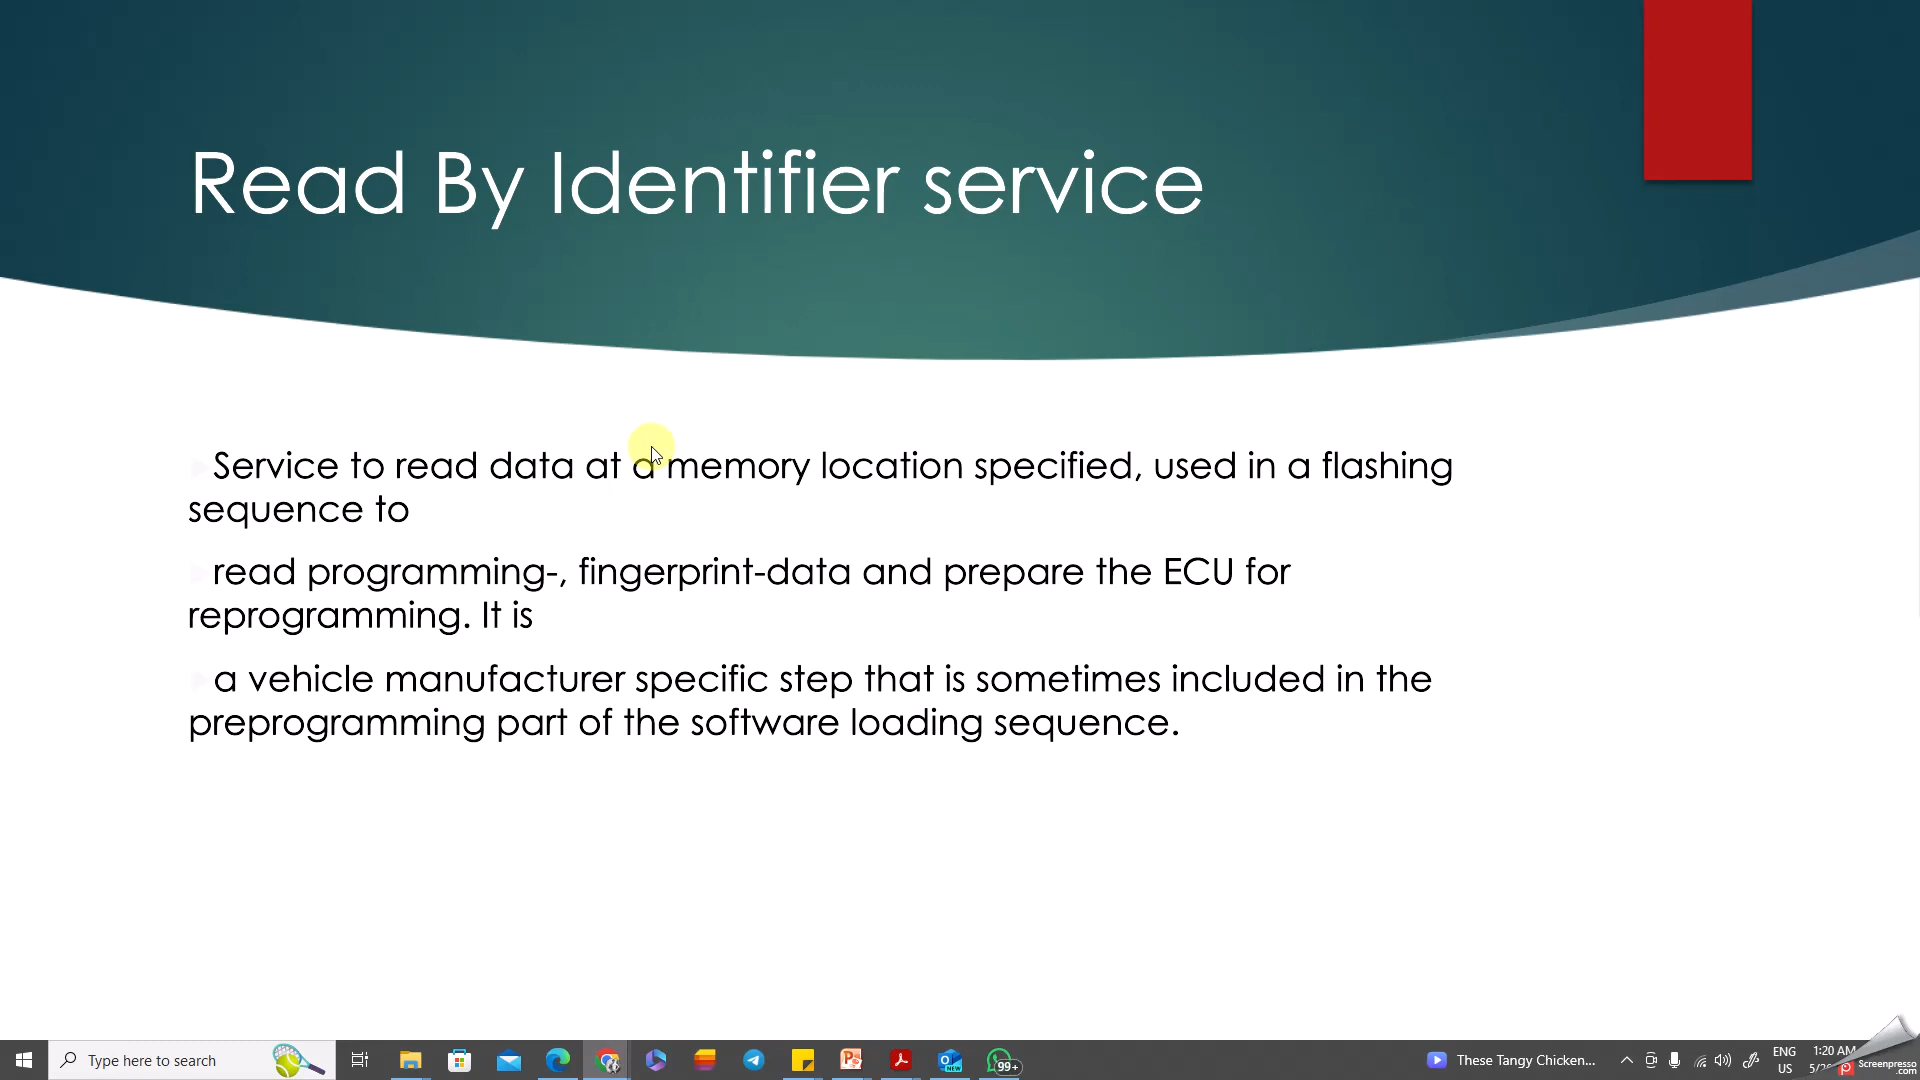 Read By Identifier service
Service to read data at a memory location specified, used in a flashing
sequence to
read programming-, fingerprint-data and prepare the ECU for
reprogramming. It is
a vehicle manufacturer specific step that is sometimes included in the
preprogramming part of the software loading sequence.
Type here to search
NEW
99+
These Tangy Chicken...
ENG
US
1:20 AM
Screenpresso
.com